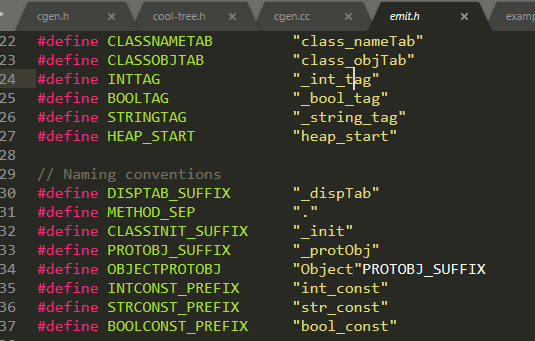 cgen.h × cool-tree.h × cgen.cc × emit.h × examp
22 #define CLASSNAMETAB "class_nameTab"
23 #define CLASSOBJTAB "class_objTab"
24 #define INTTAG "_int_tag"
25 #define BOOLTAG "_bool_tag"
26 #define STRINGTAG "_string_tag"
27 #define HEAP_START "heap_start"
28
29 // Naming conventions
30 #define DISPTAB_SUFFIX "_dispTab"
31 #define METHOD_SEP "."
32 #define CLASSINIT_SUFFIX "_init"
33 #define PROTOBJ_SUFFIX "_protObj"
34 #define OBJECTPROTOBJ "Object"PROTOBJ_SUFFIX
35 #define INTCONST_PREFIX "int_const"
36 #define STRCONST_PREFIX "str_const"
37 #define BOOLCONST_PREFIX "bool_const"